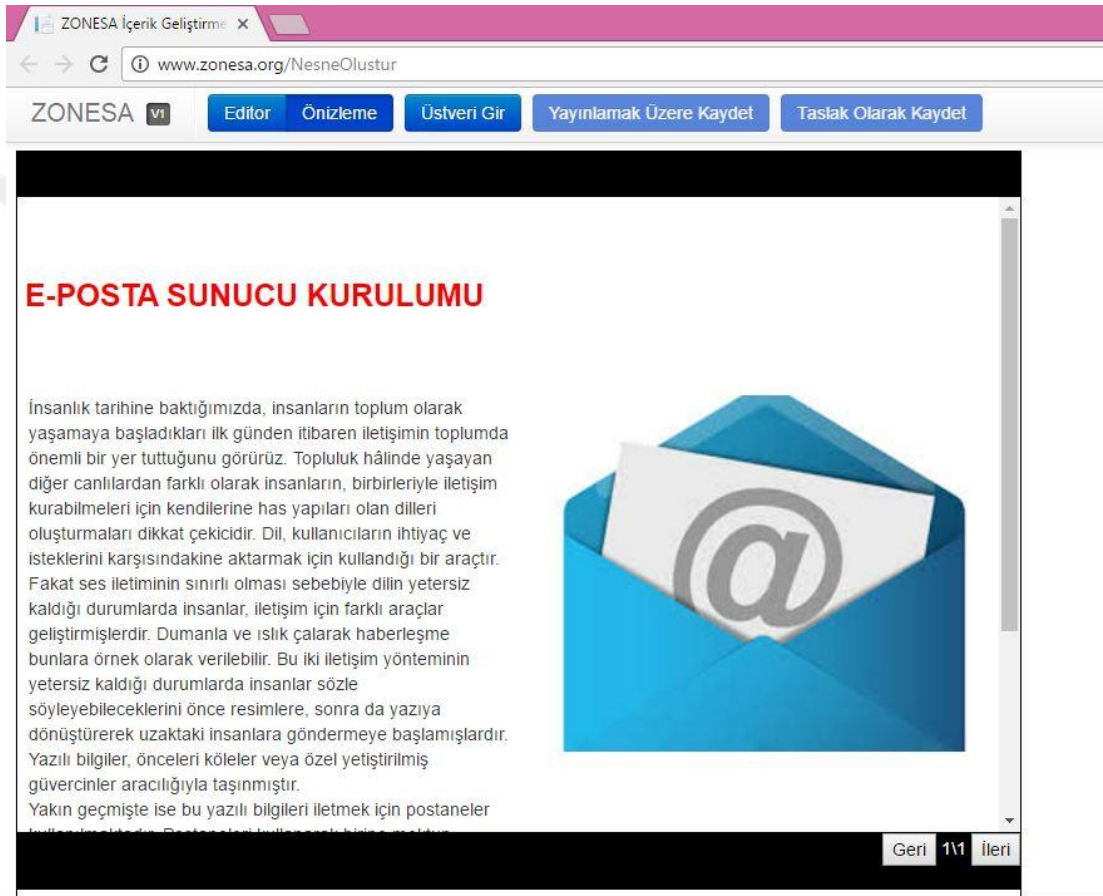 ZONESA İçerik Geliştirme
www.zonesa.org/NesneOlustur
ZONESA V1 Editor Önizleme Üstveri Gir Yayınlamak Üzere Kaydet Taslak Olarak Kaydet
E-POSTA SUNUCU KURULUMU
İnsanlık tarihine baktığımızda, insanların toplum olarak
yaşamaya başladıkları ilk günden itibaren iletişimin toplumda
önemli bir yer tuttuğunu görürüz. Topluluk hâlinde yaşayan
diğer canlılardan farklı olarak insanların, birbirleriyle iletişim
kurabilmeleri için kendilerine has yapıları olan dilleri
oluşturmaları dikkat çekicidir. Dil, kullanıcıların ihtiyaç ve
isteklerini karşısındakine aktarmak için kullandığı bir araçtır.
Fakat ses iletiminin sınırlı olması sebebiyle dilin yetersiz
kaldığı durumlarda insanlar, iletişim için farklı araçlar
geliştirmişlerdir. Dumanla ve ıslık çalarak haberleşme
bunlara örnek olarak verilebilir. Bu iki iletişim yönteminin
yetersiz kaldığı durumlarda insanlar sözle
söyleyebileceklerini önce resimlere, sonra da yazıya
dönüştürerek uzaktaki insanlara göndermeye başlamışlardır.
Yazılı bilgiler, önceleri köleler veya özel yetiştirilmiş
güvercinler aracılığıyla taşınmıştır.
Yakın geçmişte ise bu yazılı bilgileri iletmek için postaneler
@
Geri 1\1 İleri